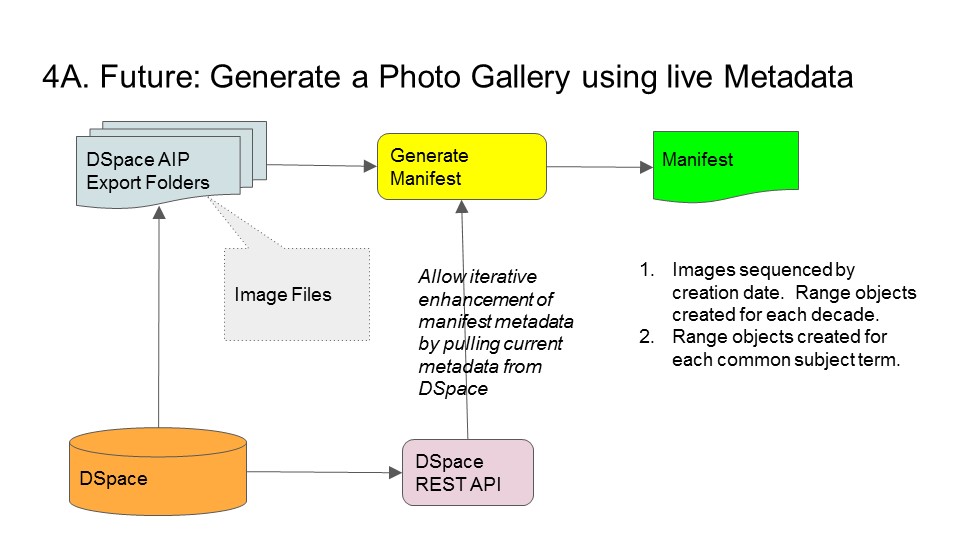 4A. Future: Generate a Photo Gallery using live Metadata
DSpace AIP
Export Folders
Generate
Manifest
Manifest
Image Files
Allow iterative
enhancement of
manifest metadata
by pulling current
metadata from
DSpace
1. Images sequenced by
creation date. Range objects
created for each decade.
2. Range objects created for
each common subject term.
DSpace
DSpace
REST API